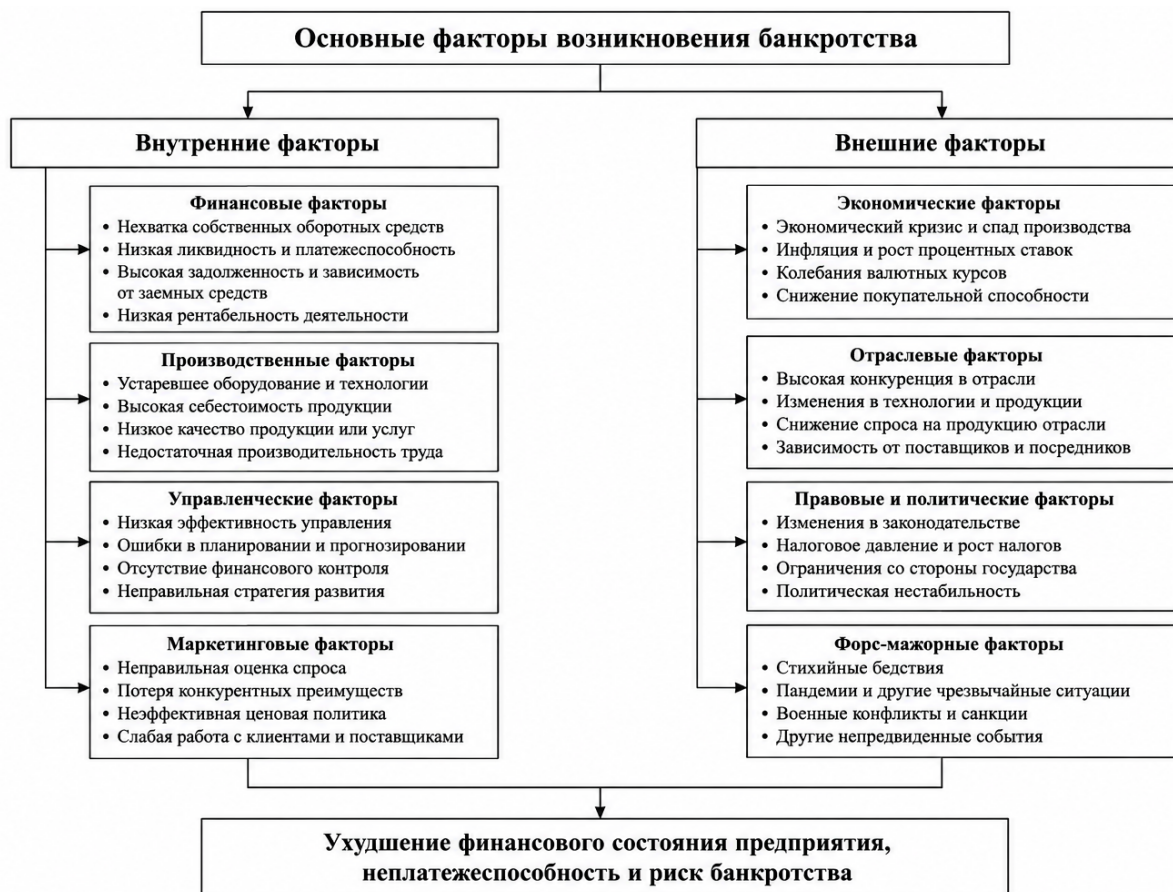 Основные факторы возникновения банкротства
Внутренние факторы
Финансовые факторы
• Нехватка собственных оборотных средств
• Низкая ликвидность и платежеспособность
• Высокая задолженность и зависимость
от заемных средств
• Низкая рентабельность деятельности
Производственные факторы
• Устаревшее оборудование и технологии
• Высокая себестоимость продукции
• Низкое качество продукции или услуг
• Недостаточная производительность труда
Управленческие факторы
• Низкая эффективность управления
• Ошибки в планировании и прогнозировании
• Отсутствие финансового контроля
• Неправильная стратегия развития
Маркетинговые факторы
• Неправильная оценка спроса
• Потеря конкурентных преимуществ
• Неэффективная ценовая политика
• Слабая работа с клиентами и поставщиками
Внешние факторы
Экономические факторы
• Экономический кризис и спад производства
• Инфляция и рост процентных ставок
• Колебания валютных курсов
• Снижение покупательной способности
Отраслевые факторы
• Высокая конкуренция в отрасли
• Изменения в технологии и продукции
• Снижение спроса на продукцию отрасли
• Зависимость от поставщиков и посредников
Правовые и политические факторы
• Изменения в законодательстве
• Налоговое давление и рост налогов
• Ограничения со стороны государства
• Политическая нестабильность
Форс-мажорные факторы
• Стихийные бедствия
• Пандемии и другие чрезвычайные ситуации
• Военные конфликты и санкции
• Другие непредвиденные события
Ухудшение финансового состояния предприятия,
неплатежеспособность и риск банкротства